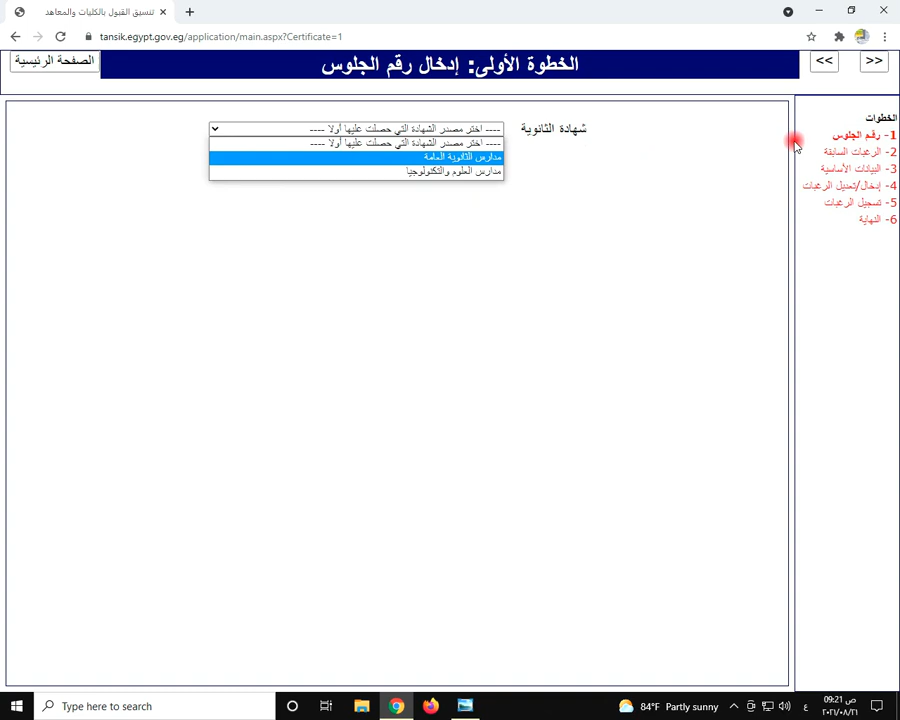 تنسيق القبول بالكليات والمعاهد
tansik.egypt.gov.eg/application/main.aspx?Certificate=1
الصفحة الرئيسية
الخطوة الأولى: إدخال رقم الجلوس
<<
>>
شهادة الثانوية
---- اختر مصدر الشهادة التي حصلت عليها أولا ----
---- اختر مصدر الشهادة التي حصلت عليها أولا ----
مدارس الثانوية العامة
مدارس العلوم والتكنولوجيا
الخطوات
1- رقم الجلوس
2- الرغبات السابقة
3- البيانات الأساسية
4- إدخال/تعديل الرغبات
5- تسجيل الرغبات
6- النهاية
Type here to search
84°F Partly sunny
ع
09:21 ص
٢٠٢١/٠٨/٢١